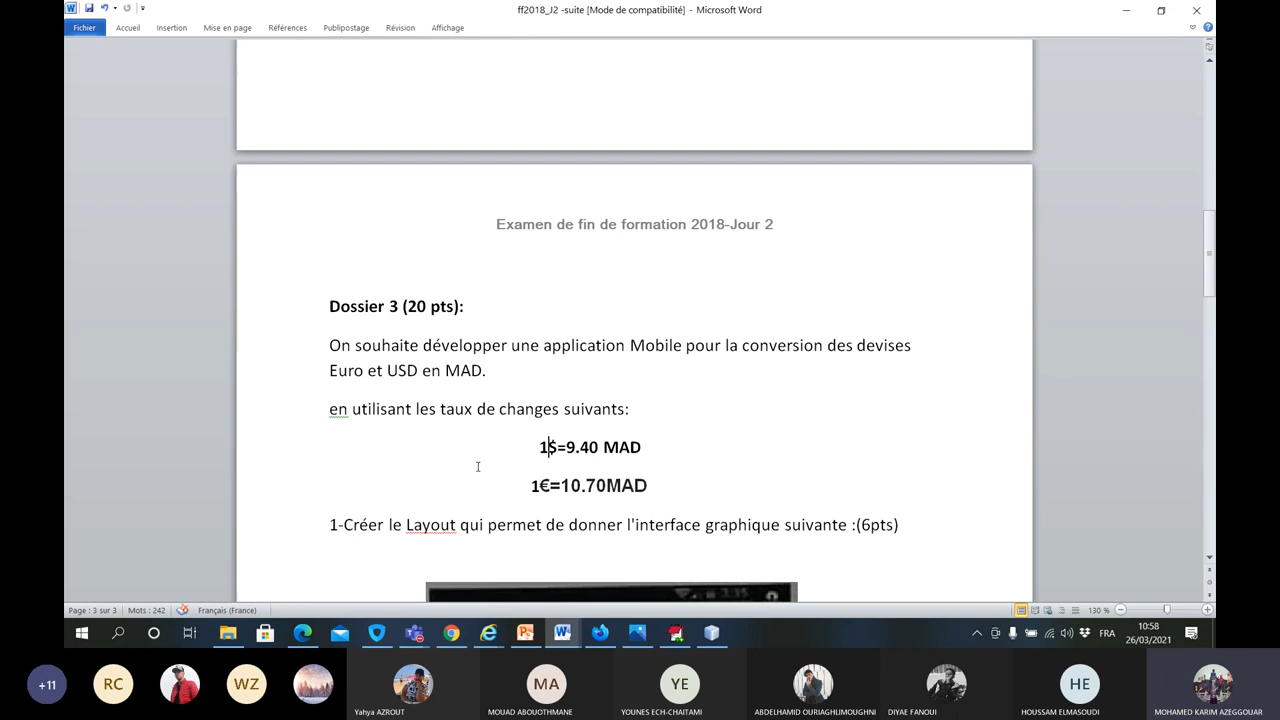 ff2018_J2 -suite [Mode de compatibilité] - Microsoft Word
Fichier Accueil Insertion Mise en page Références Publipostage Révision Affichage
Examen de fin de formation 2018-Jour 2
Dossier 3 (20 pts):
On souhaite développer une application Mobile pour la conversion des devises
Euro et USD en MAD.
en utilisant les taux de changes suivants:
1$=9.40 MAD
1€=10.70MAD
1-Créer le Layout qui permet de donner l'interface graphique suivante :(6pts)
3:35
Page : 3 sur 3 Mots : 242 Français (France) 130 %
FRA
10:58
26/03/2021
+11 RC WZ MA YE HE
Yahya AZROUT MOUAD ABOUOTHMANE YOUNES ECH-CHAITAMI ABDELHAMID OURIAGHLIMOUGHNI DIYAE FANOUI HOUSSAM ELMASOUDI MOHAMED KARIM AZEGGOUAR